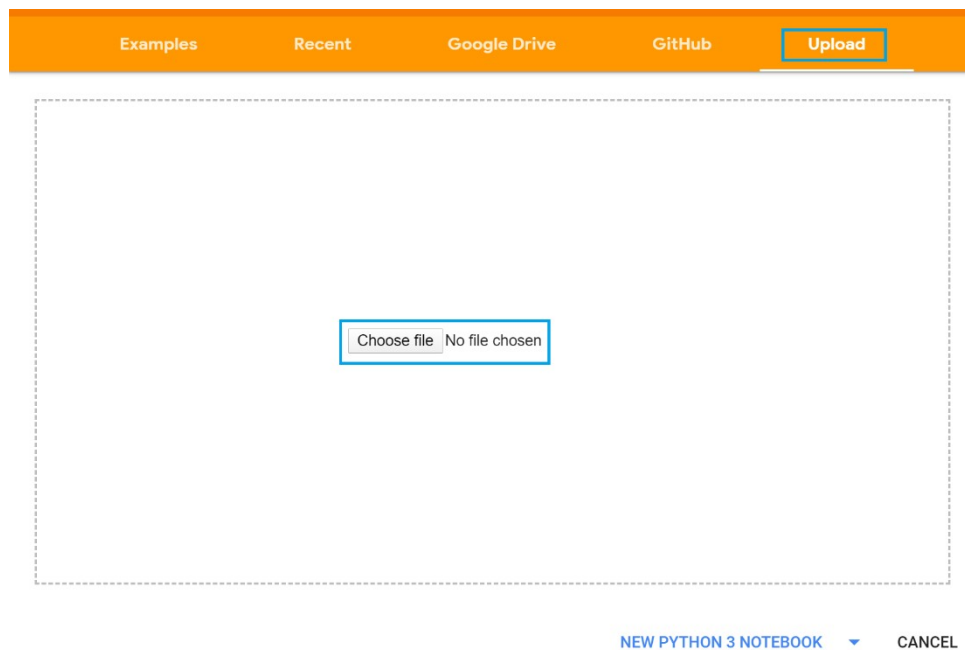 Examples Recent Google Drive GitHub Upload
Choose file No file chosen
NEW PYTHON 3 NOTEBOOK CANCEL